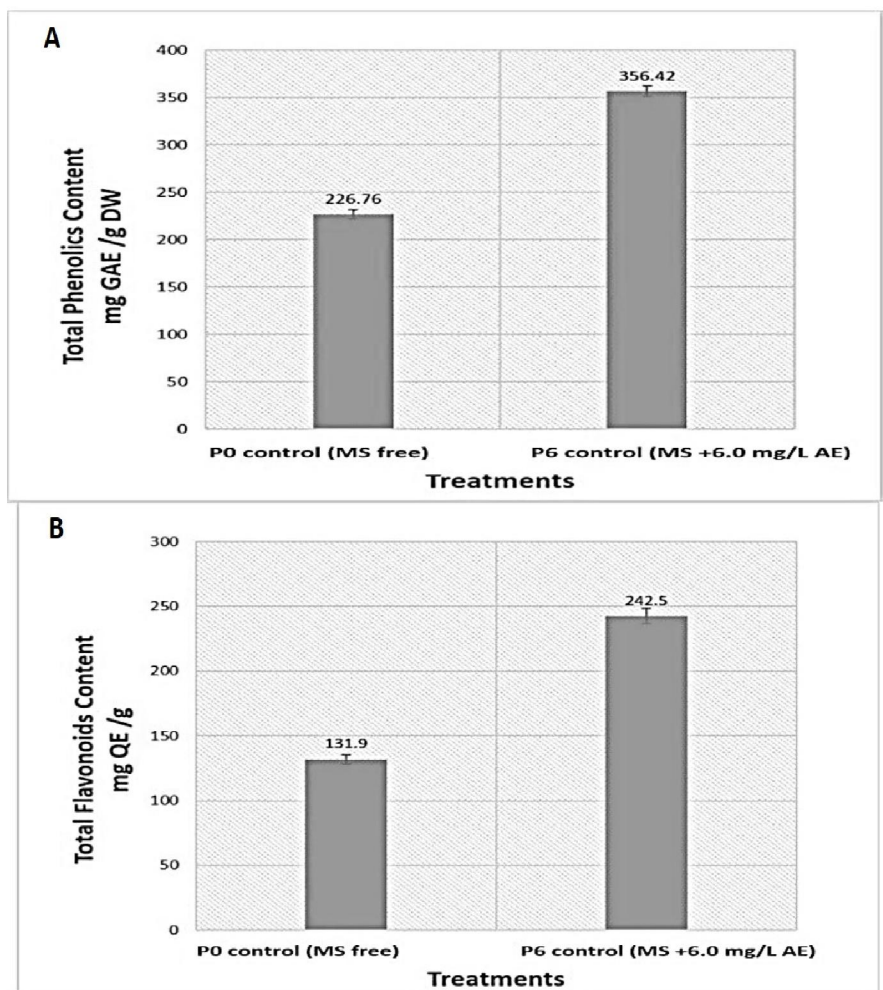 A
Total Phenolics Content
mg GAE /g DW
400
350
300
250
200
150
100
50
0
226.76
356.42
P0 control (MS free)
P6 control (MS +6.0 mg/L AE)
Treatments
B
Total Flavonoids Content
mg QE /g
300
250
200
150
100
50
0
131.9
242.5
P0 control (MS free)
P6 control (MS +6.0 mg/L AE)
Treatments